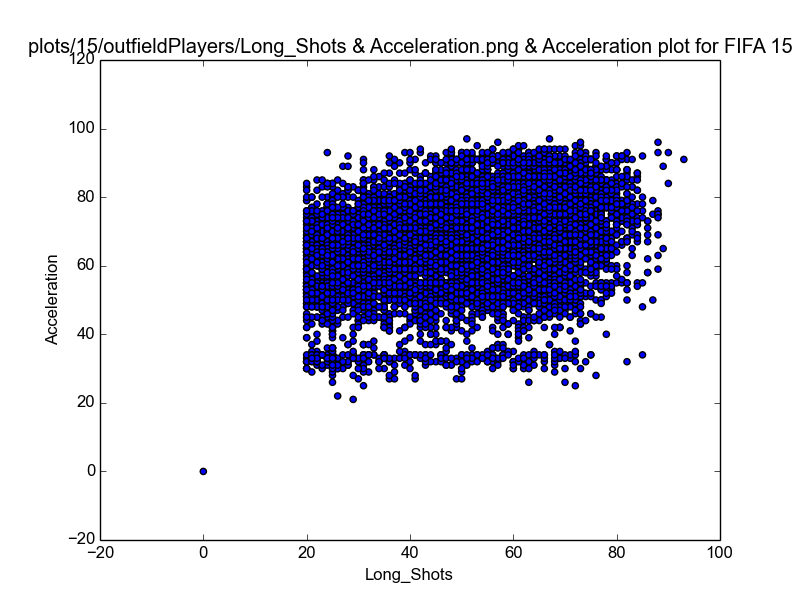 plots/15/outfieldPlayers/Long_Shots & Acceleration.png & Acceleration plot for FIFA 15
120
100
80
60
40
20
0
−20
Acceleration
−20 0 20 40 60 80 100
Long_Shots